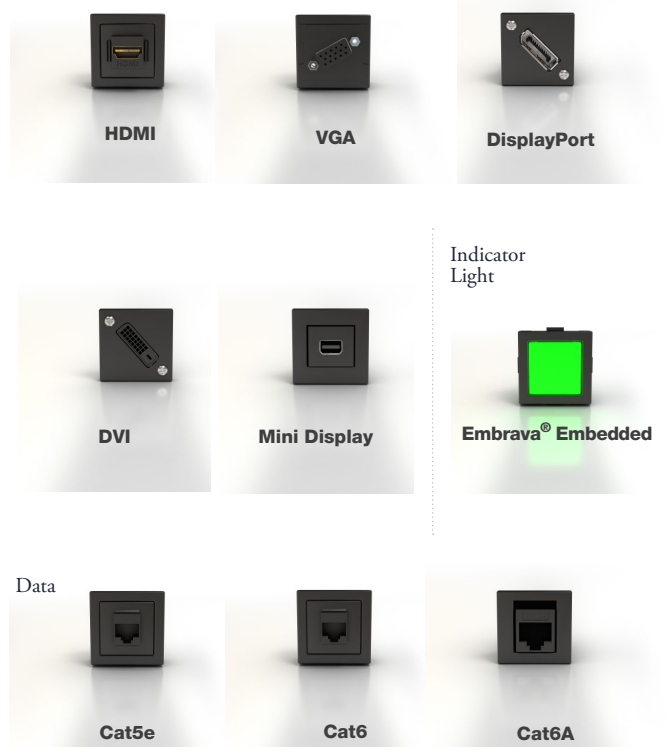 HDMI
VGA
DisplayPort
Indicator
Light
DVI
Mini Display
Embrava® Embedded
Data
Cat5e
Cat6
Cat6A